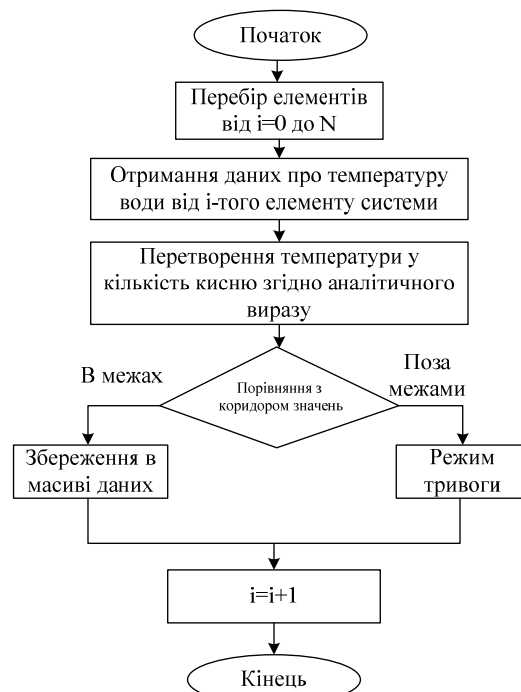 Початок
Перебір елементів
від i=0 до N
Отримання даних про температуру
води від і-того елементу системи
Перетворення температури у
кількість кисню згідно аналітичного
виразу
В межах
Порівняння з
коридором значень
Поза
межами
Збереження в
масиві даних
Режим
тривоги
i=i+1
Кінець